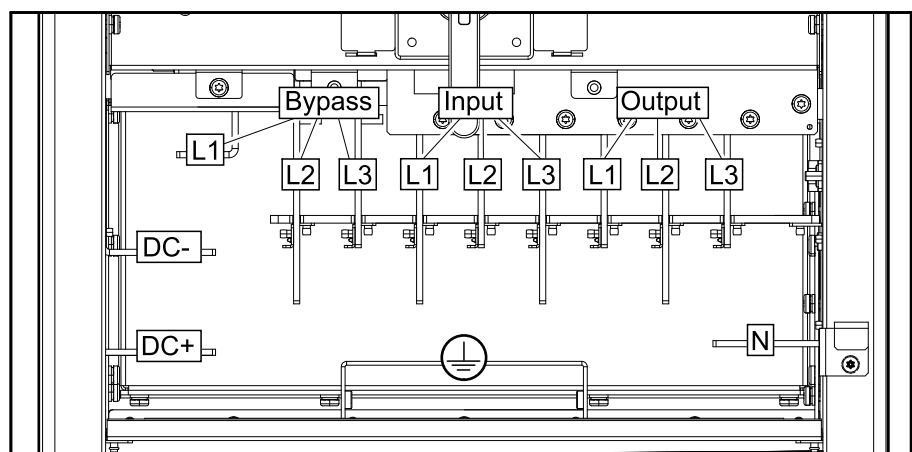 Bypass Input Output
L1
L2 L3 L1 L2 L3 L1 L2 L3
DC-
DC+
N